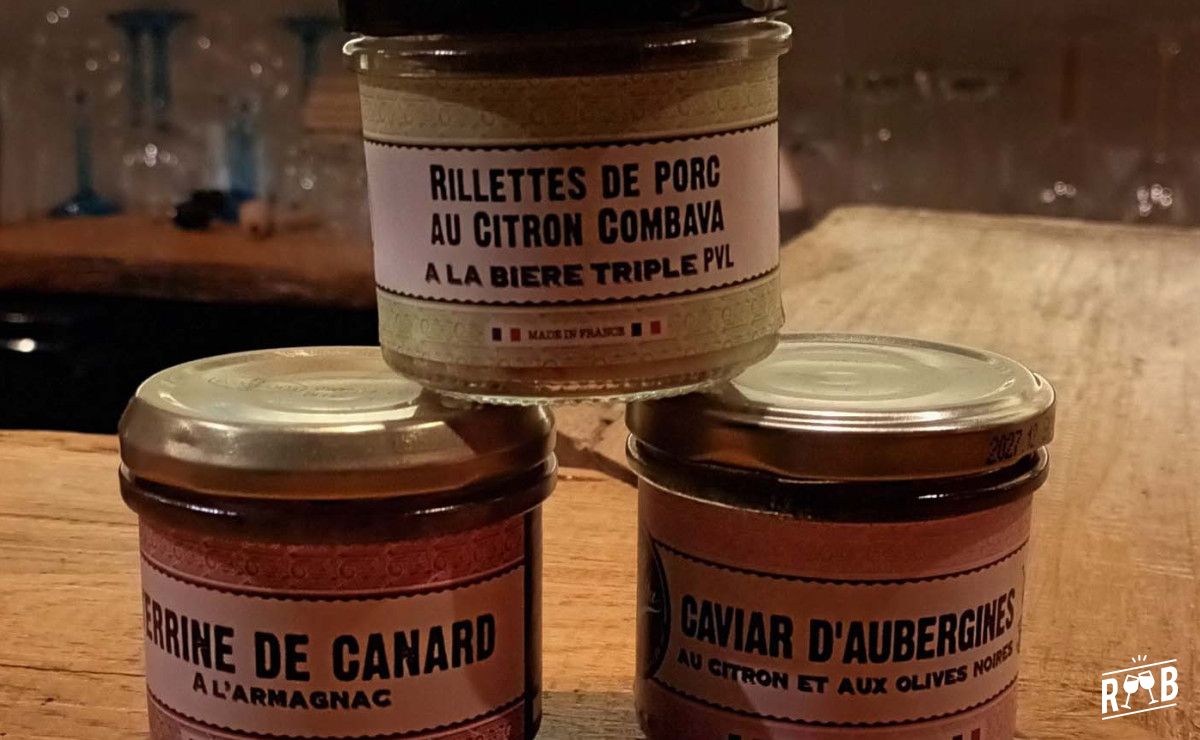 RILLETTES DE PORC
AU CITRON COMBAVA
A LA BIERE TRIPLE PVL
MADE IN FRANCE
2027.12
ERRINE DE CANARD
A L'ARMAGNAC
CAVIAR D'AUBERGINES
AU CITRON ET AUX OLIVES NOIRES
R B